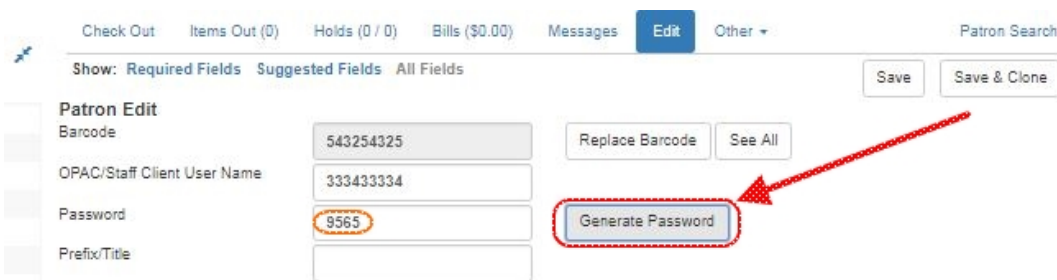 Check Out Items Out (0) Holds (0 / 0) Bills ($0.00) Messages Edit Other Patron Search
Show: Required Fields Suggested Fields All Fields Save Save & Clone
Patron Edit
Barcode 543254325 Replace Barcode See All
OPAC/Staff Client User Name 333433334
Password 9565 Generate Password
Prefix/Title